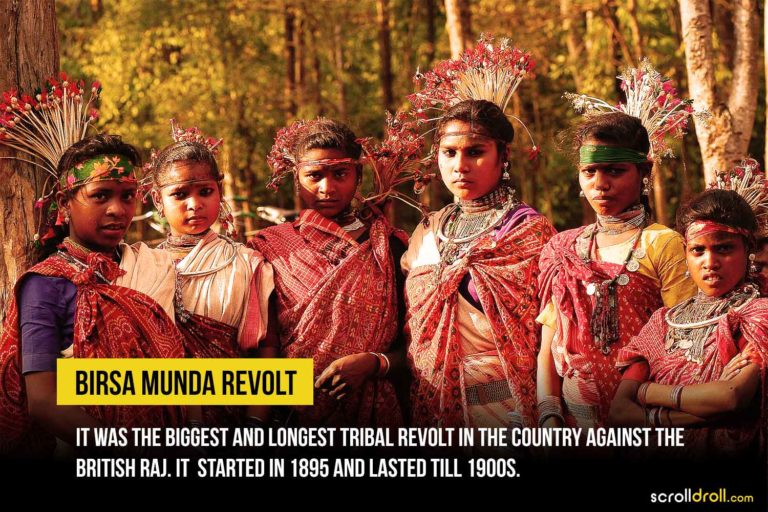 BIRSA MUNDA REVOLT
IT WAS THE BIGGEST AND LONGEST TRIBAL REVOLT IN THE COUNTRY AGAINST THE
BRITISH RAJ. IT STARTED IN 1895 AND LASTED TILL 1900S.
scrolldroll.com